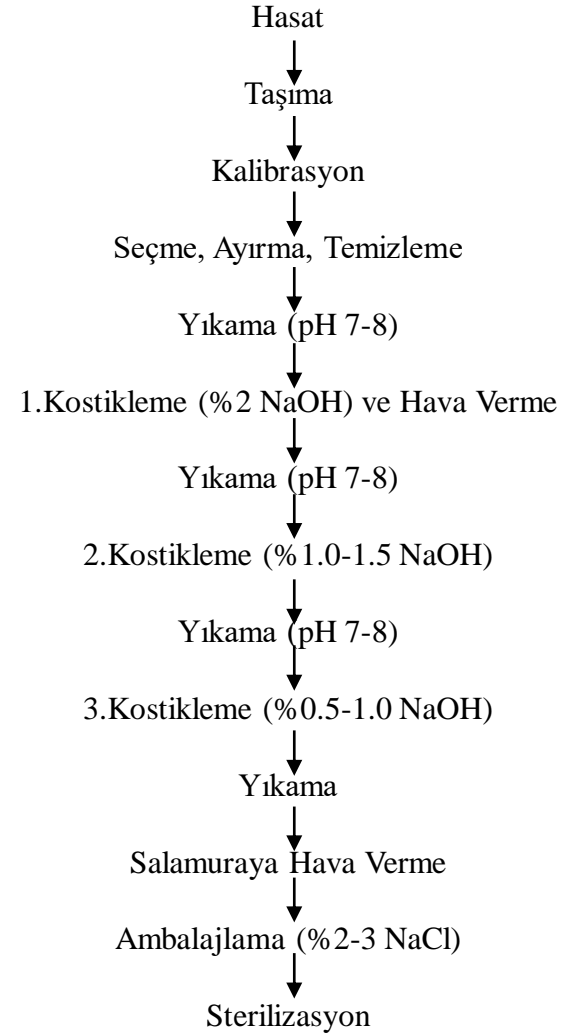 Hasat
Taşıma
Kalibrasyon
Seçme, Ayırma, Temizleme
Yıkama (pH 7-8)
1.Kostikleme (%2 NaOH) ve Hava Verme
Yıkama (pH 7-8)
2.Kostikleme (%1.0-1.5 NaOH)
Yıkama (pH 7-8)
3.Kostikleme (%0.5-1.0 NaOH)
Yıkama
Salamuraya Hava Verme
Ambalajlama (%2-3 NaCl)
Sterilizasyon